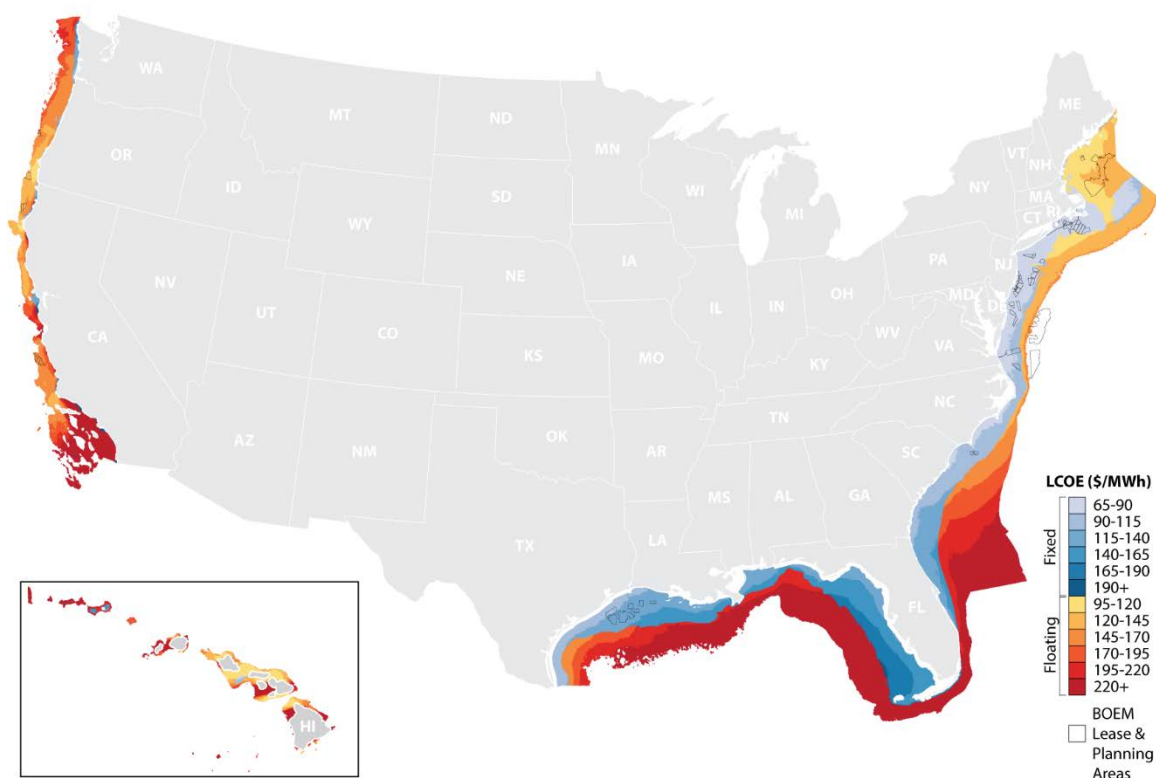 WA
MT
ND
MN
ME
OR
ID
SD
WI
VT
NH
NY
MA
WY
MI
CT
RI
IA
PA
NJ
NV
NE
OH
MD
DE
UT
IL
IN
CA
CO
WV
VA
KS
MO
KY
NC
TN
AZ
NM
OK
AR
SC
MS
AL
GA
TX
LA
FL
HI
LCOE ($/MWh)
Fixed
65-90
90-115
115-140
140-165
165-190
190+
Floating
95-120
120-145
145-170
170-195
195-220
220+
BOEM
Lease &
Planning
Areas